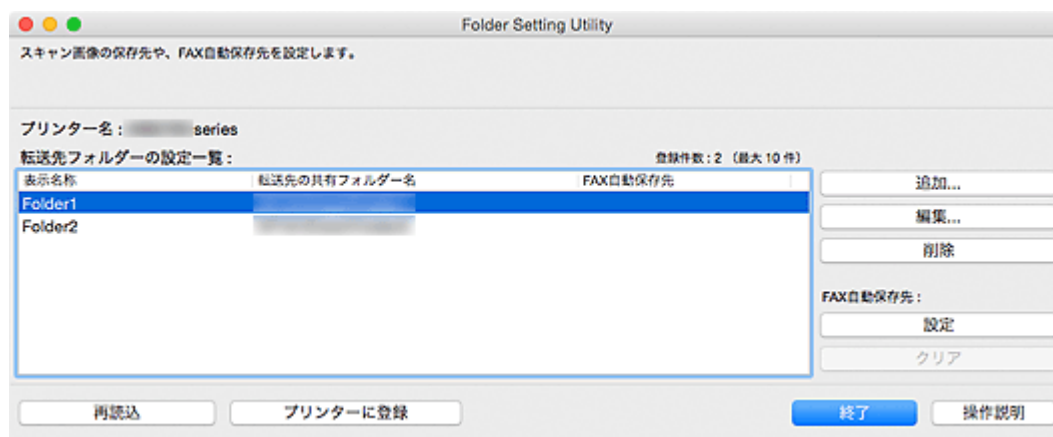 Folder Setting Utility
スキャン画像の保存先や、FAX自動保存先を設定します。
プリンター名： series
転送先フォルダーの設定一覧：
登録件数：2 （最大 10 件）
表示名称 転送先の共有フォルダー名 FAX自動保存先
Folder1
Folder2
追加...
編集...
削除
FAX自動保存先：
設定
クリア
再読込 プリンターに登録 終了 操作説明